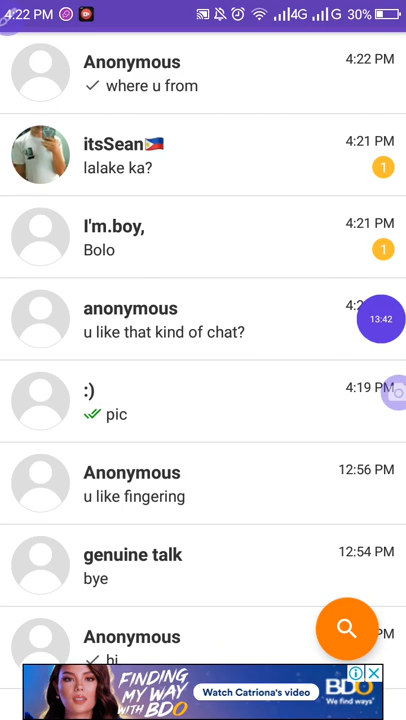 4:22 PM 4G G 30%
Anonymous 4:22 PM
where u from
itsSean🇵🇭 4:21 PM
lalake ka? 1
I'm.boy, 4:21 PM
Bolo 1
anonymous
u like that kind of chat? 13:42
:) 4:19 PM
pic
Anonymous 12:56 PM
u like fingering
genuine talk 12:54 PM
bye
Anonymous PM
hi
FINDING
MY WAY
WITH BDO
Watch Catriona's video
BDO
We find ways